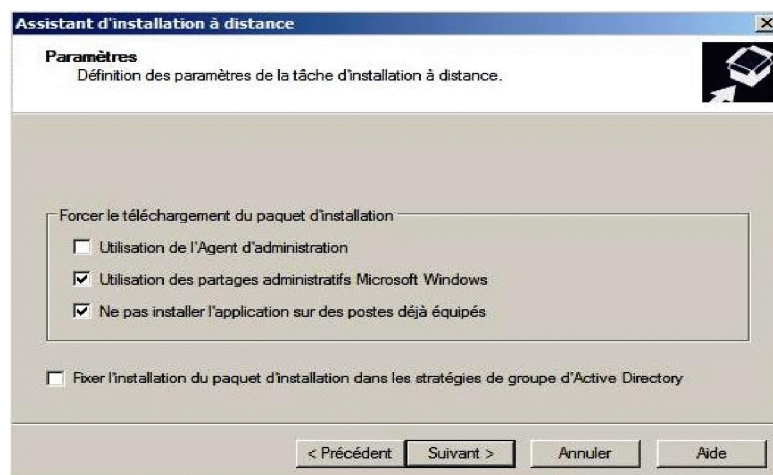 Assistant d'installation à distance
Paramètres
Définition des paramètres de la tâche d'installation à distance.
Forcer le téléchargement du paquet d'installation
Utilisation de l'Agent d'administration
Utilisation des partages administratifs Microsoft Windows
Ne pas installer l'application sur des postes déjà équipés
Fixer l'installation du paquet d'installation dans les stratégies de groupe d'Active Directory
< Précédent Suivant > Annuler Aide